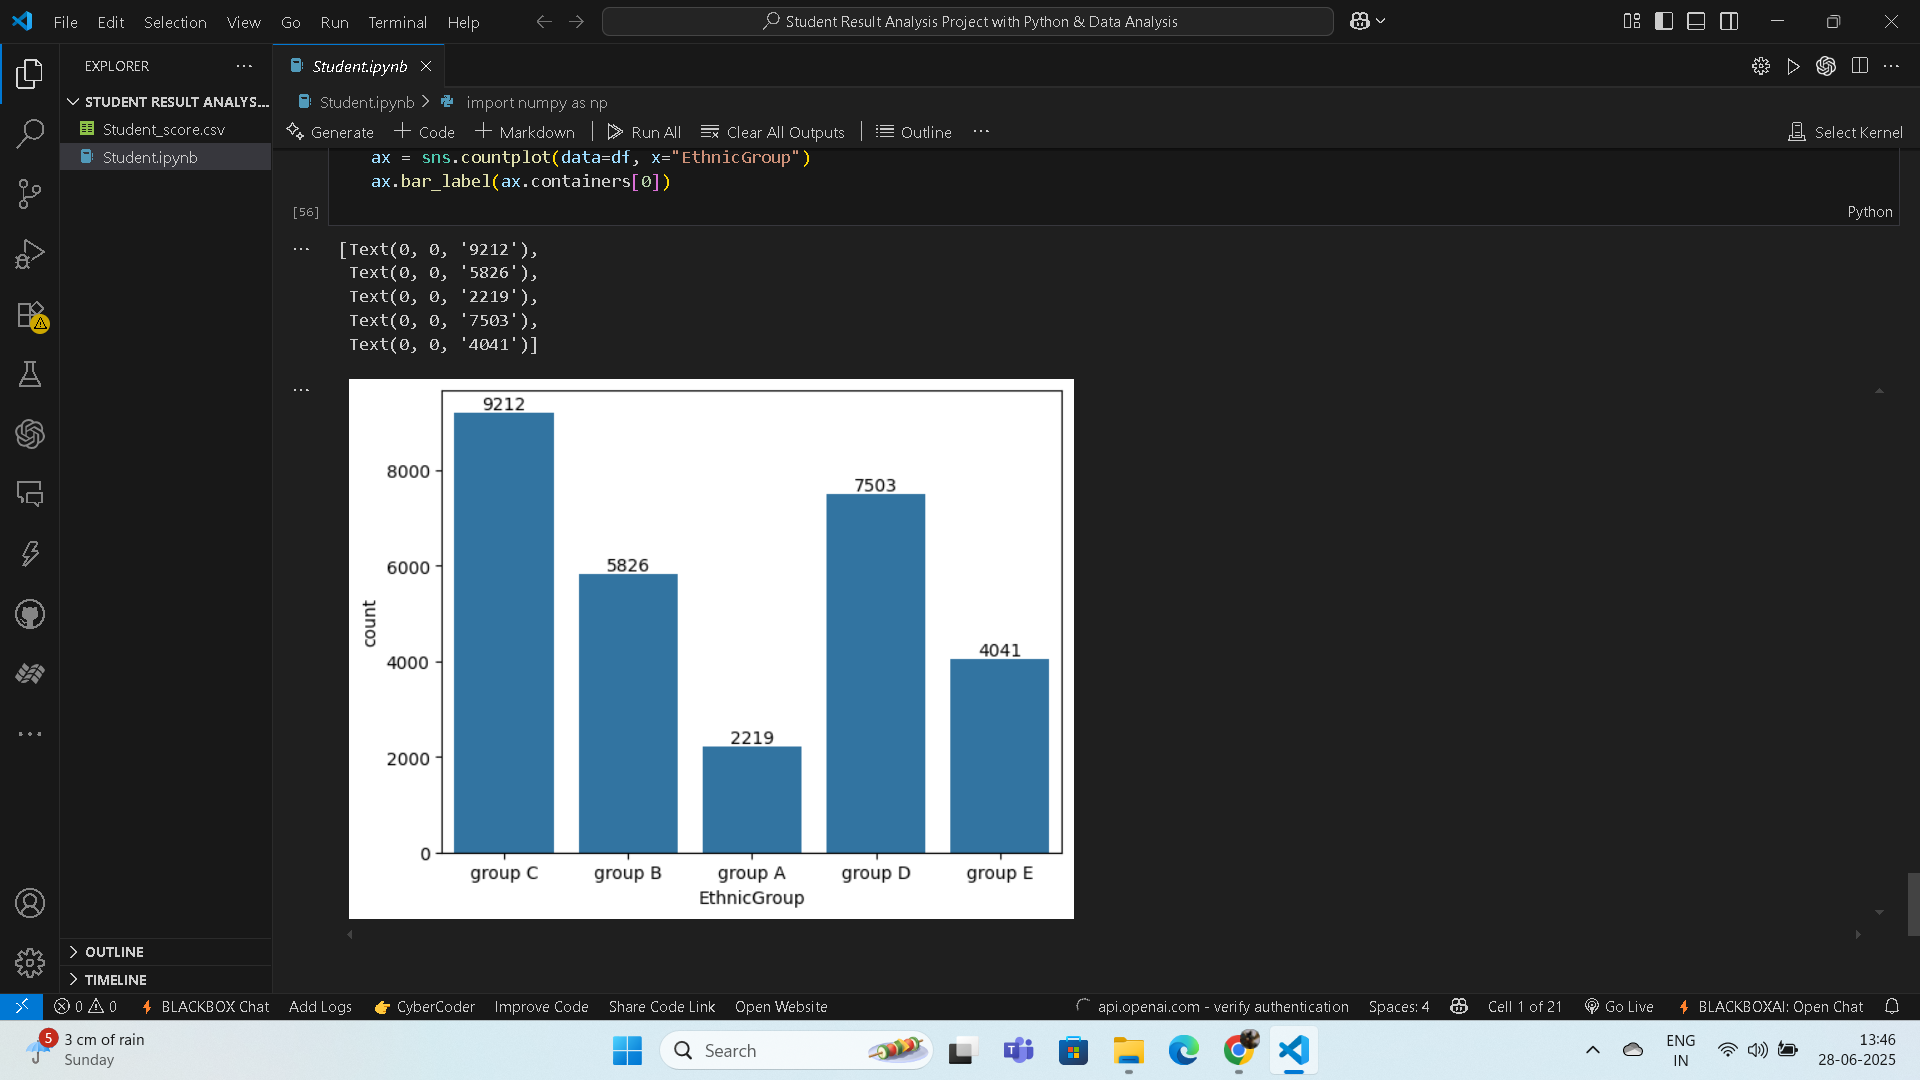 File Edit Selection View Go Run Terminal Help
Student Result Analysis Project with Python & Data Analysis
EXPLORER
STUDENT RESULT ANALYS...
Student_score.csv
Student.ipynb
OUTLINE
TIMELINE
Student.ipynb
Student.ipynb > import numpy as np
Generate + Code + Markdown Run All Clear All Outputs Outline ... Select Kernel
ax = sns.countplot(data=df, x="EthnicGroup")
ax.bar_label(ax.containers[0])
[56] Python
[Text(0, 0, '9212'),
Text(0, 0, '5826'),
Text(0, 0, '2219'),
Text(0, 0, '7503'),
Text(0, 0, '4041')]
9212
5826
2219
7503
4041
8000
6000
4000
2000
0
count
group C group B group A group D group E
EthnicGroup
0 0 BLACKBOX Chat Add Logs CyberCoder Improve Code Share Code Link Open Website api.openai.com - verify authentication Spaces: 4 Cell 1 of 21 Go Live BLACKBOXAI: Open Chat
5
3 cm of rain
Sunday
Search
ENG
IN
13:46
28-06-2025